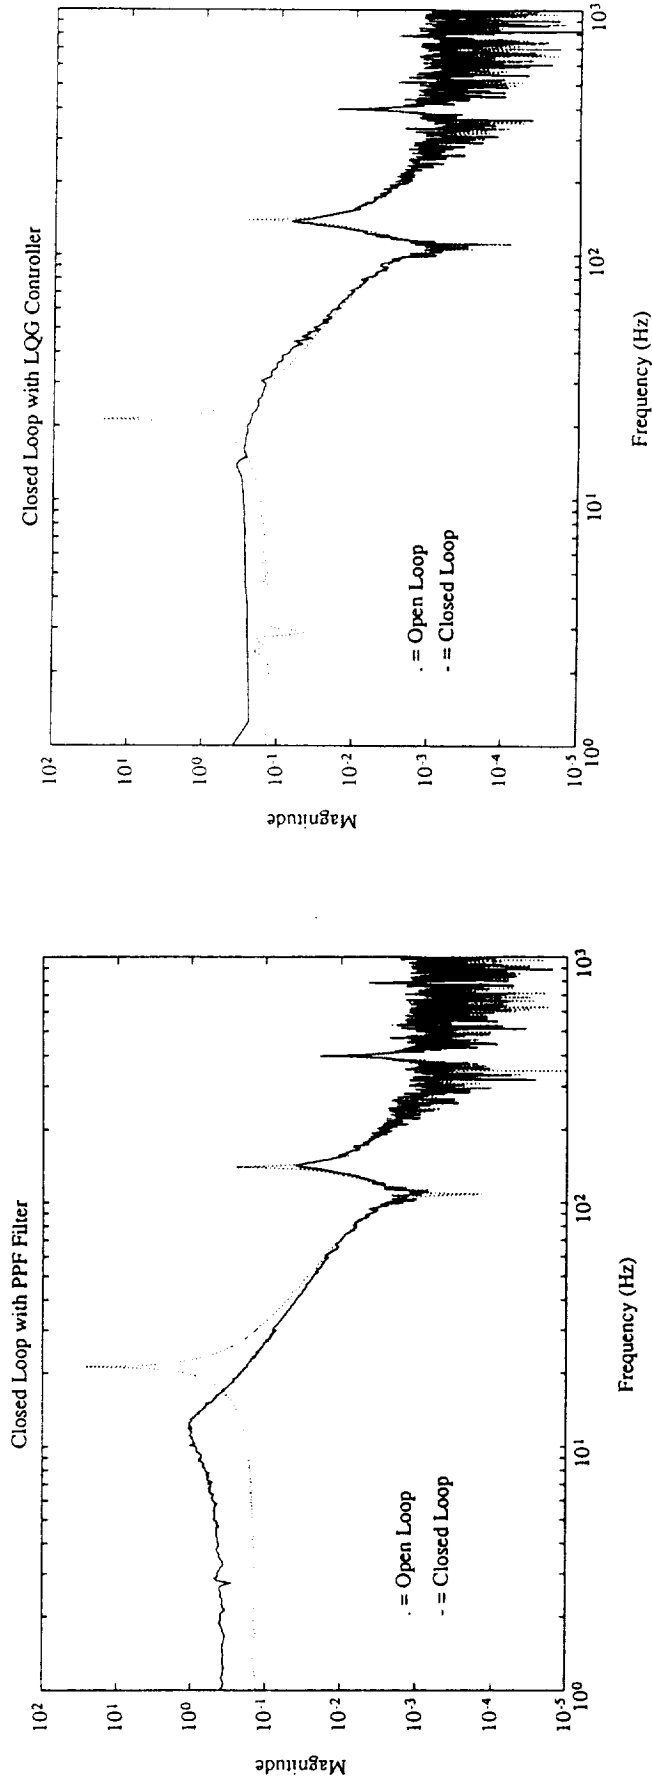 Closed Loop with PPF Filter
10²
10¹
10⁰
10⁻¹
10⁻²
10⁻³
10⁻⁴
10⁻⁵
Magnitude
. = Open Loop
- = Closed Loop
10⁰
10¹
10²
10³
Frequency (Hz)
Closed Loop with LQG Controller
10²
10¹
10⁰
10⁻¹
10⁻²
10⁻³
10⁻⁴
10⁻⁵
Magnitude
. = Open Loop
- = Closed Loop
10⁰
10¹
10²
10³
Frequency (Hz)